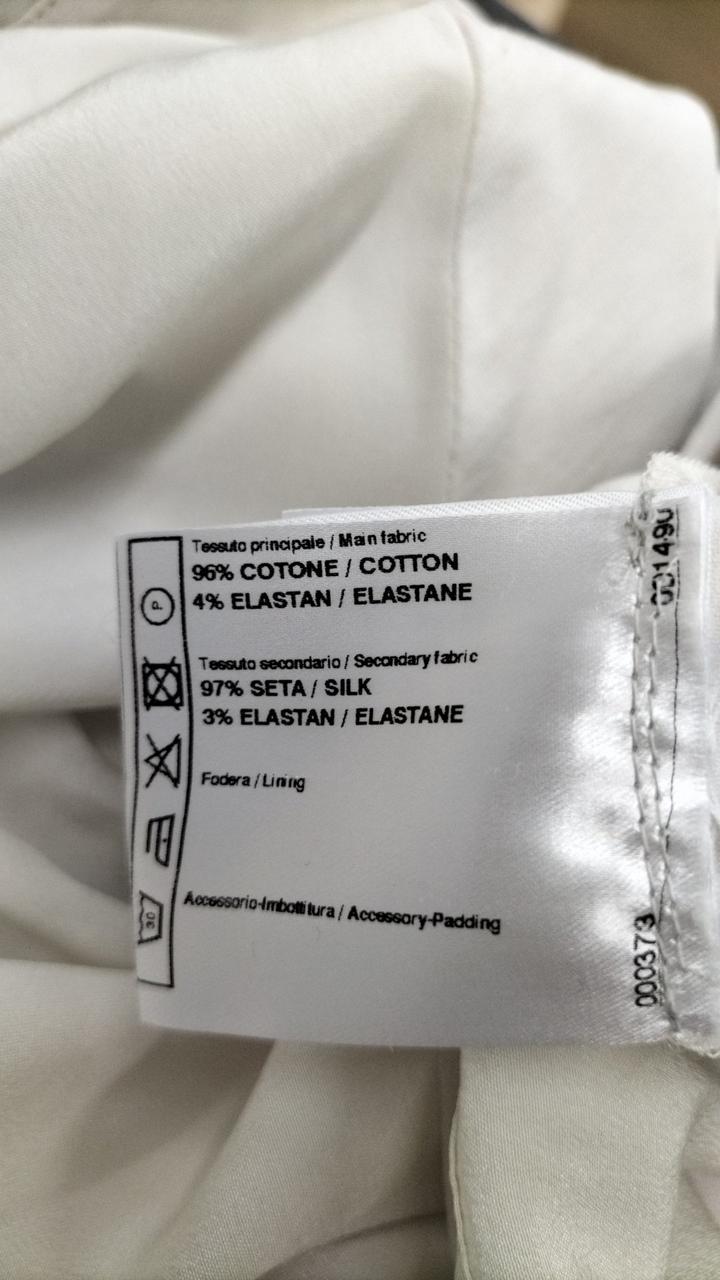 Tessuto principale / Main fabric
96% COTONE / COTTON
4% ELASTAN / ELASTANE
Tessuto secondario / Secondary fabric
97% SETA / SILK
3% ELASTAN / ELASTANE
Fodera / Lining
Accessorio-Imbottitura / Accessory-Padding
P
30
000373